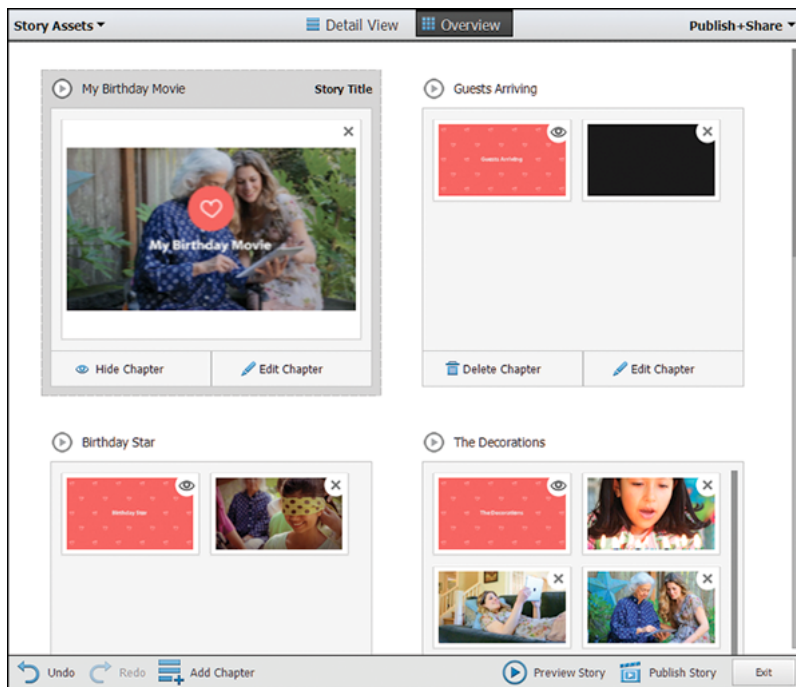 Story Assets
Detail View
Overview
Publish+Share
My Birthday Movie
Story Title
My Birthday Movie
Hide Chapter
Edit Chapter
Guests Arriving
Guests Arriving
Delete Chapter
Edit Chapter
Birthday Star
Birthday Star
The Decorations
The Decorations
Undo
Redo
Add Chapter
Preview Story
Publish Story
Exit